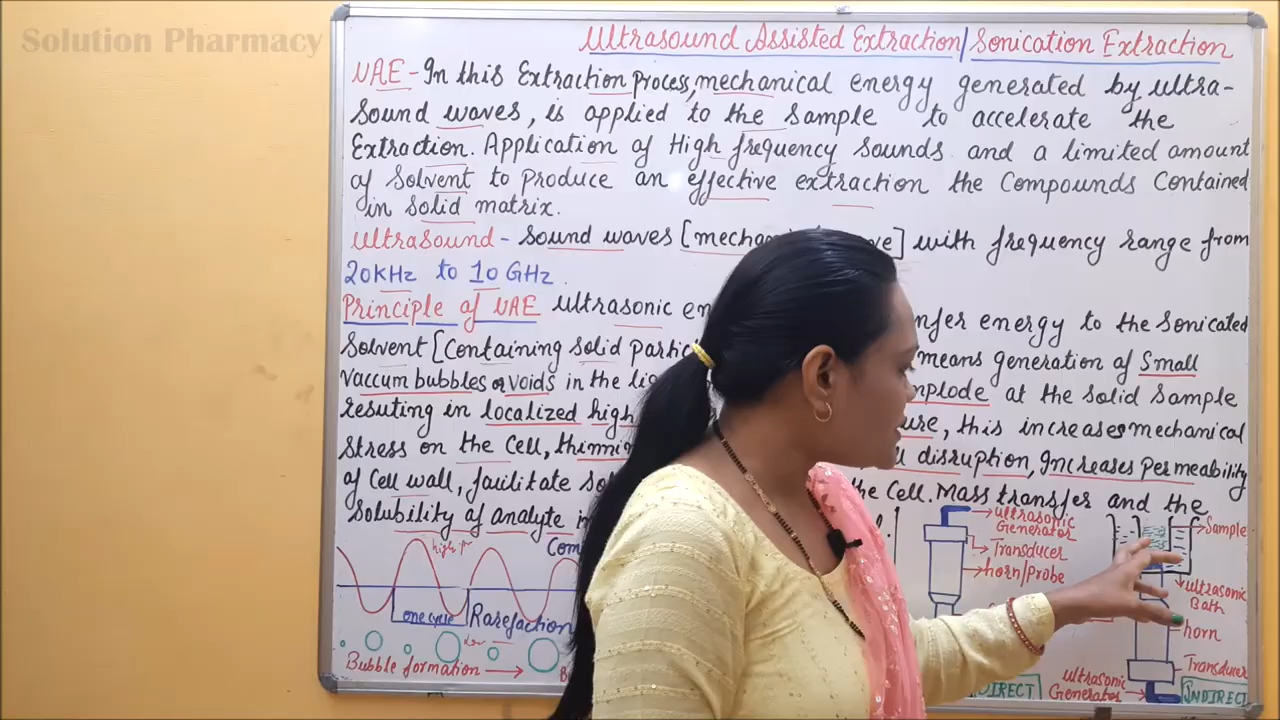 Solution Pharmacy
Ultrasound Assisted Extraction/Sonication Extraction
UAE - In this Extraction process, mechanical energy generated by ultra-
sound waves, is applied to the sample to accelerate the
Extraction. Application of High frequency sounds and a limited amount
of solvent to produce an effective extraction the compounds contained
in solid matrix.
Ultrasound - Sound waves [mecha ve] with frequency range from
20KHz to 10 GHz.
Principle of UAE ultrasonic en nfer energy to the sonicated
Solvent [containing solid partic means generation of small
vaccum bubbles or voids in the li mplode at the solid sample
resulting in localized high ure, this increases mechanical
stress on the cell, thinni disruption, Increases permeability
of cell wall, facilitate so the cell. Mass transfer and the
solubility of analyte i
high
Com
one cycle
Rarefaction
Bubble formation
ultrasonic
Generator
Transducer
horn/Probe
Sample
ultrasonic
Bath
horn
Transducer
ultrasonic
Generator
DIRECT
INDIRECT